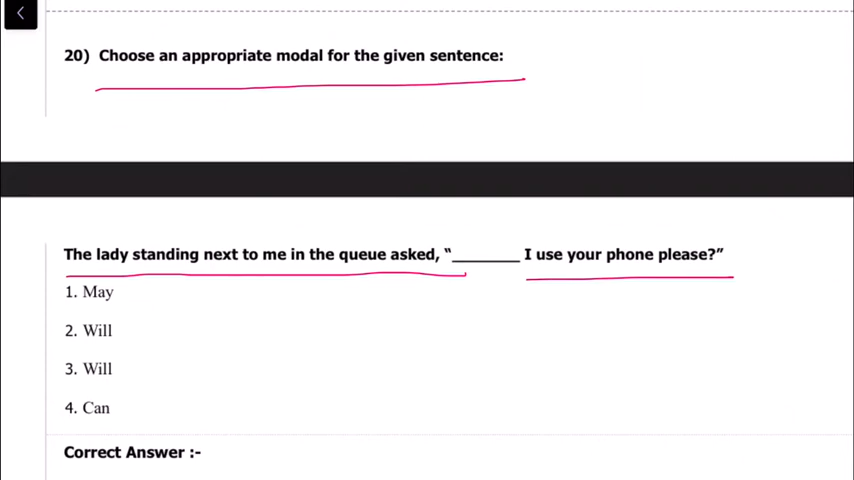 20) Choose an appropriate modal for the given sentence:
The lady standing next to me in the queue asked, “________ I use your phone please?”
1. May
2. Will
3. Will
4. Can
Correct Answer :-